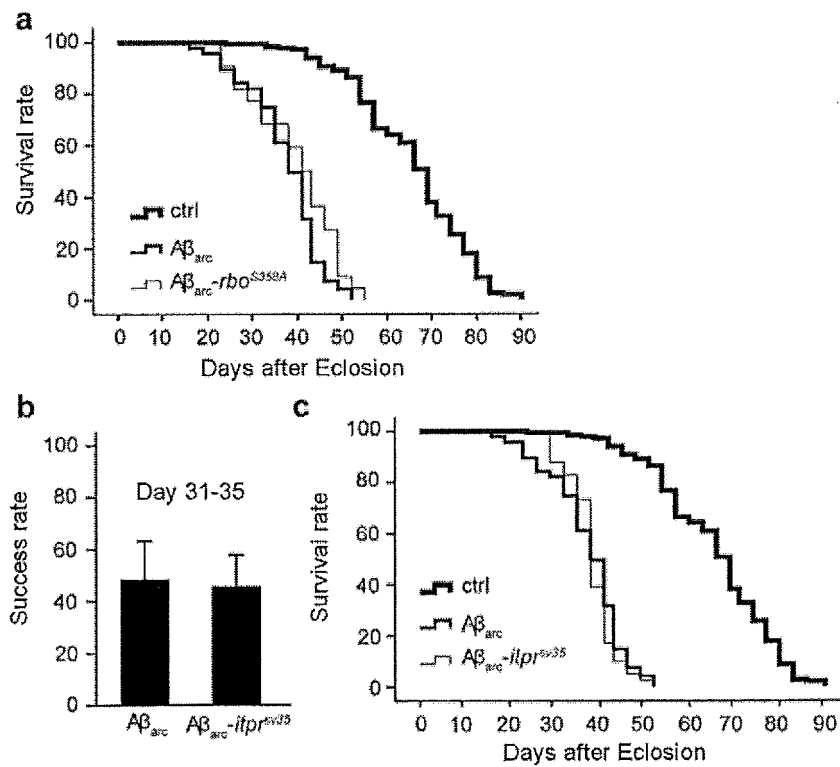 a
100
80
60
40
20
0
Survival rate
ctrl
Aβarc
Aβarc-rboS358A
0 10 20 30 40 50 60 70 80 90
Days after Eclosion
b
100
80
60
40
20
0
Success rate
Day 31-35
Aβarc Aβarc-itprsv35
c
100
80
60
40
20
0
Survival rate
ctrl
Aβarc
Aβarc-itprsv35
0 10 20 30 40 50 60 70 80 90
Days after Eclosion